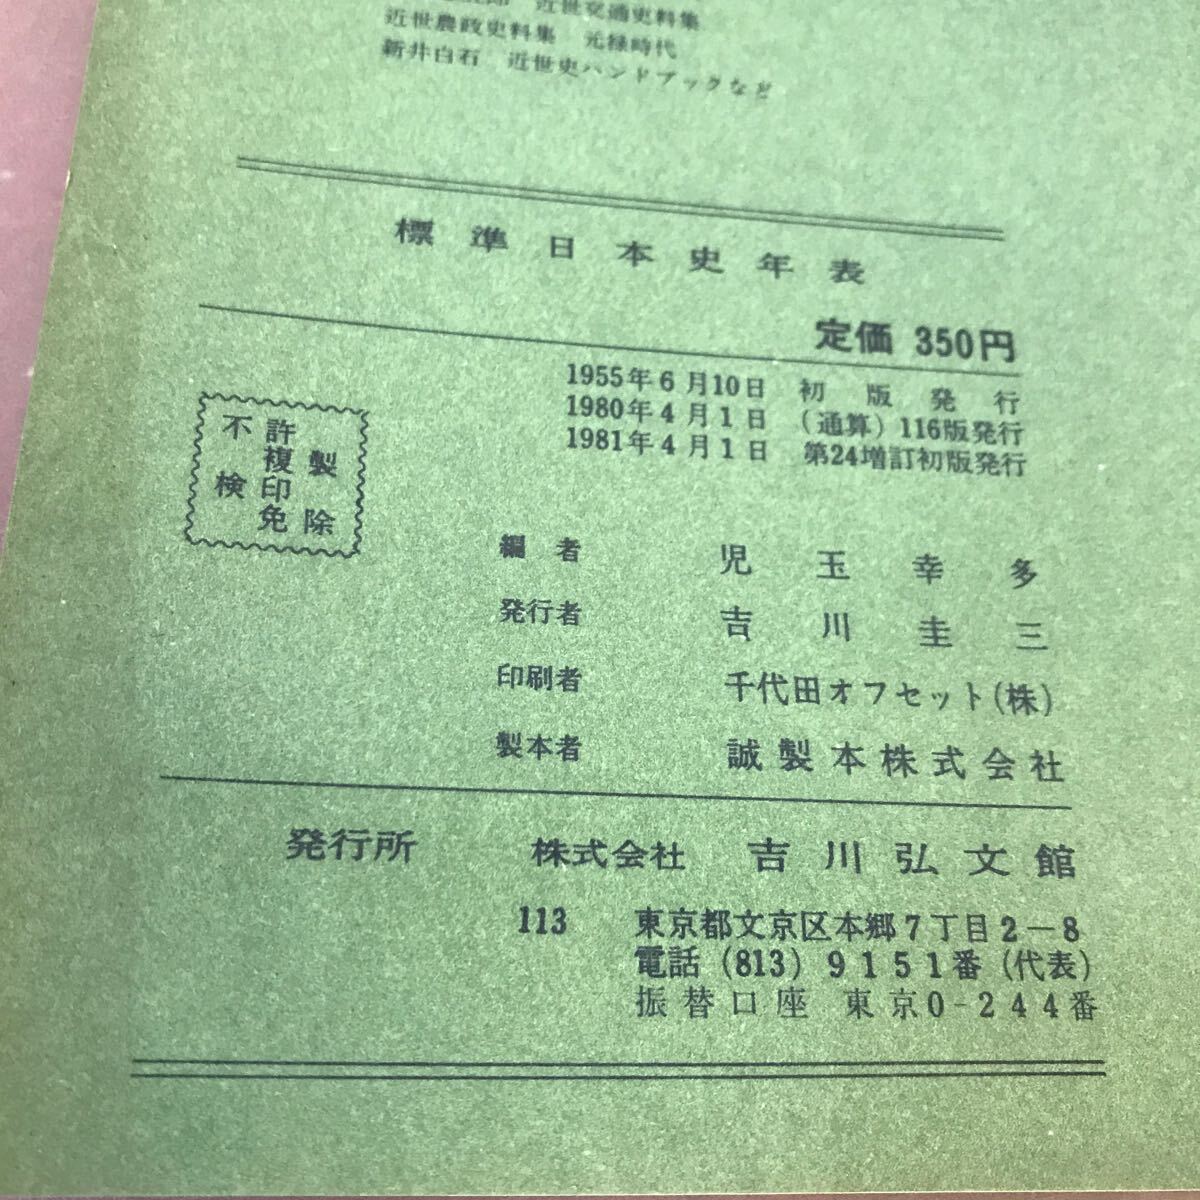 近世交通史料集
近世農政史料集 元禄時代
新井白石 近世史ハンドブックなど
標準日本史年表
定価 350円
1955年6月10日 初版発行
1980年4月1日 (通算)116版発行
1981年4月1日 第24増訂初版発行
不許複製
検印免除
編者 児玉幸多
発行者 吉川圭三
印刷者 千代田オフセット(株)
製本者 誠製本株式会社
発行所 株式会社 吉川弘文館
113 東京都文京区本郷7丁目2-8
電話(813)9151番(代表)
振替口座 東京0-244番